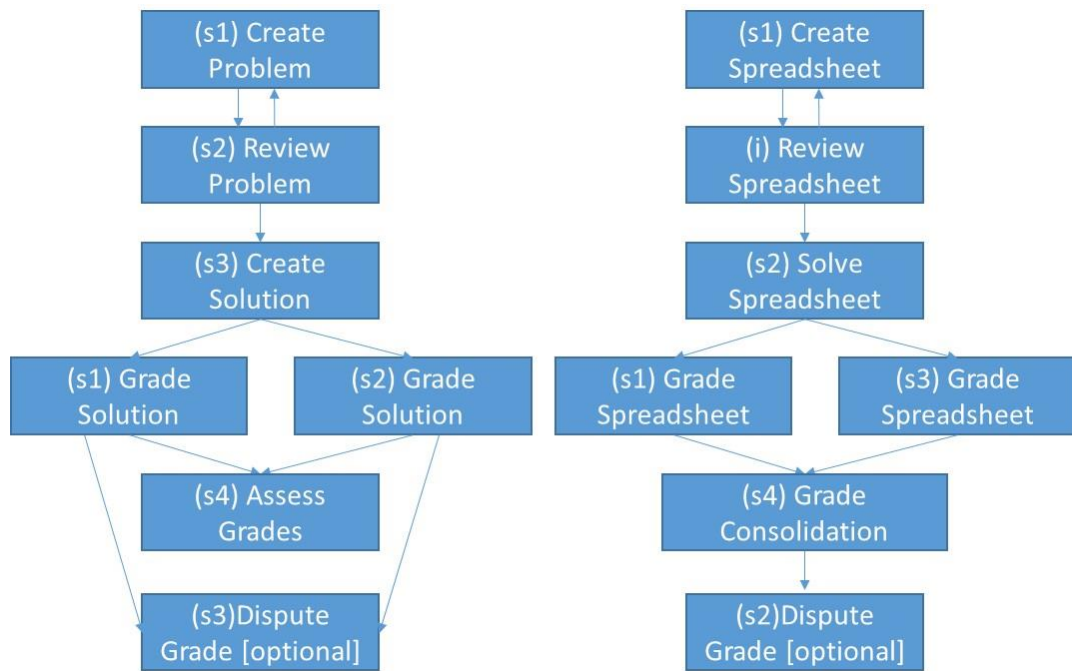 (s1) Create
Problem
(s2) Review
Problem
(s3) Create
Solution
(s1) Grade
Solution
(s2) Grade
Solution
(s4) Assess
Grades
(s3)Dispute
Grade [optional]
(s1) Create
Spreadsheet
(i) Review
Spreadsheet
(s2) Solve
Spreadsheet
(s1) Grade
Spreadsheet
(s3) Grade
Spreadsheet
(s4) Grade
Consolidation
(s2)Dispute
Grade [optional]